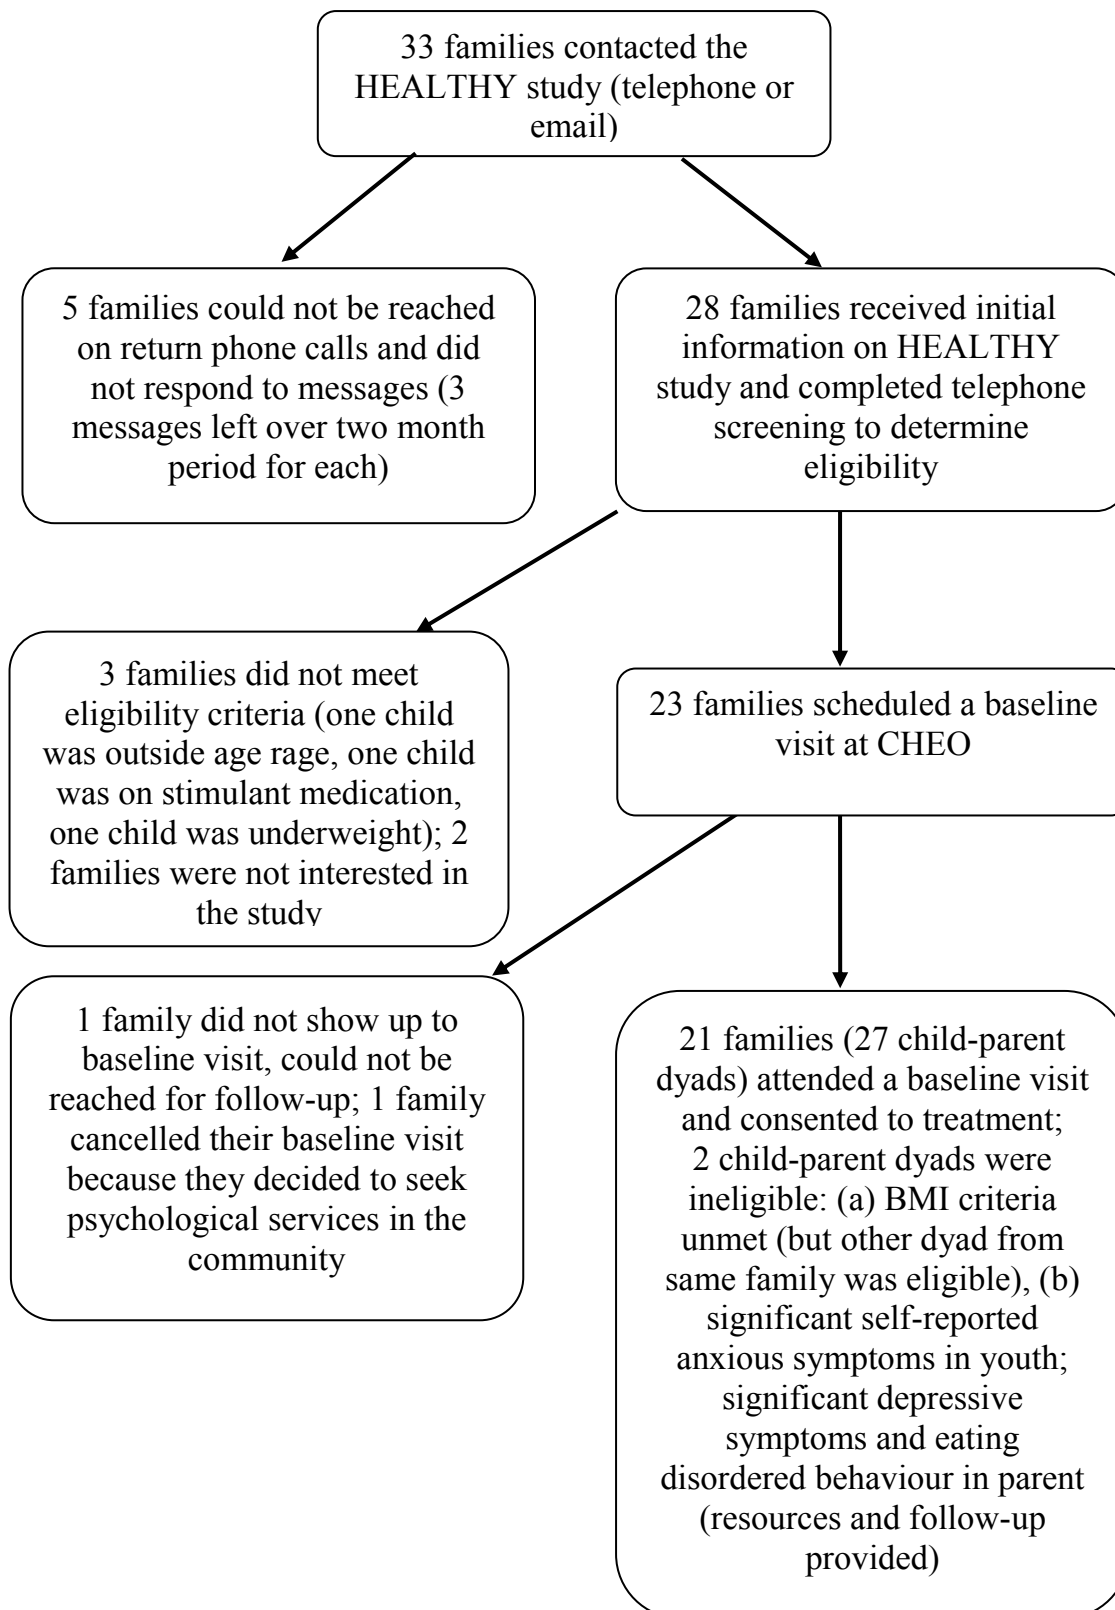 33 families contacted the
HEALTHY study (telephone or
email)
5 families could not be reached
on return phone calls and did
not respond to messages (3
messages left over two month
period for each)
28 families received initial
information on HEALTHY
study and completed telephone
screening to determine
eligibility
3 families did not meet
eligibility criteria (one child
was outside age rage, one child
was on stimulant medication,
one child was underweight); 2
families were not interested in
the study
23 families scheduled a baseline
visit at CHEO
1 family did not show up to
baseline visit, could not be
reached for follow-up; 1 family
cancelled their baseline visit
because they decided to seek
psychological services in the
community
21 families (27 child-parent
dyads) attended a baseline visit
and consented to treatment;
2 child-parent dyads were
ineligible: (a) BMI criteria
unmet (but other dyad from
same family was eligible), (b)
significant self-reported
anxious symptoms in youth;
significant depressive
symptoms and eating
disordered behaviour in parent
(resources and follow-up
provided)